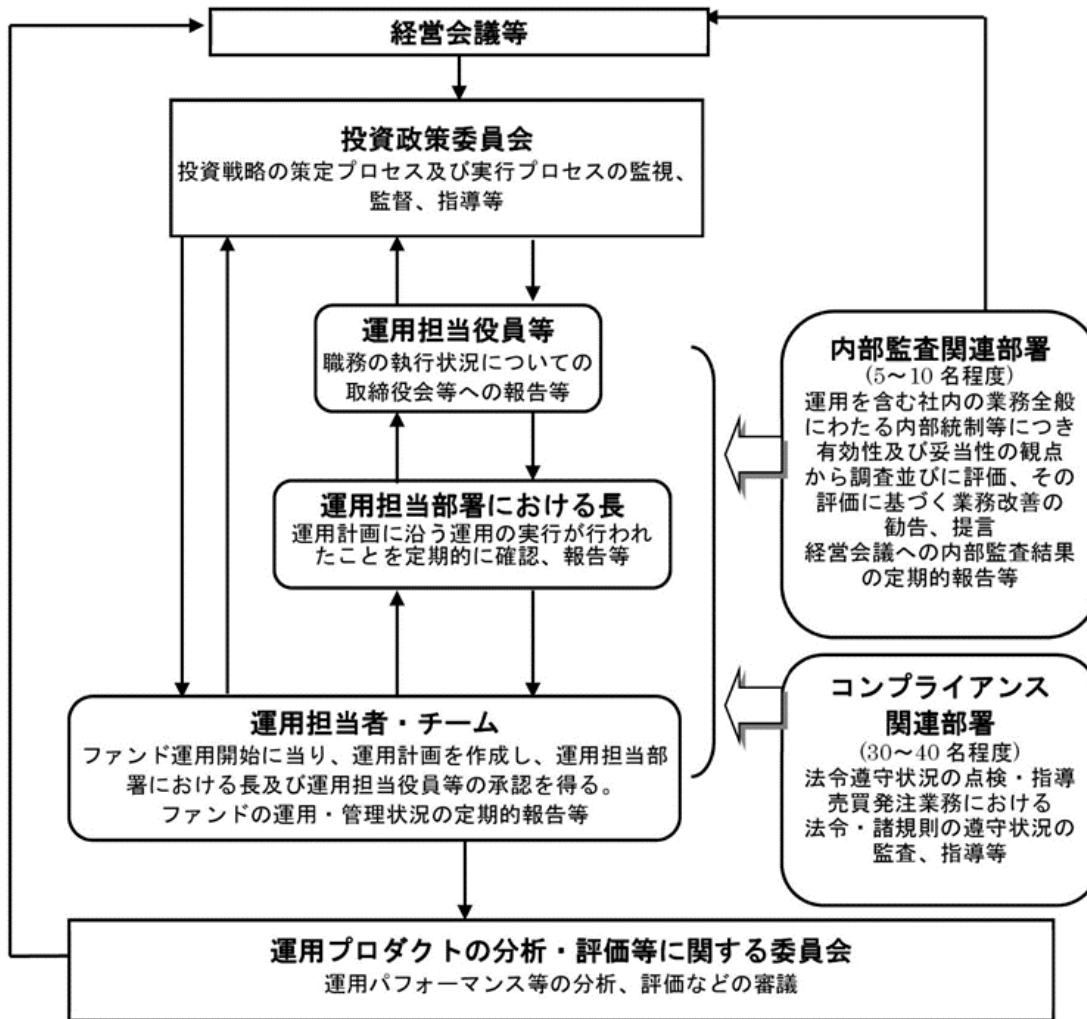 経営会議等
投資政策委員会
投資戦略の策定プロセス及び実行プロセスの監視、
監督、指導等
運用担当役員等
職務の執行状況についての
取締役会等への報告等
運用担当部署における長
運用計画に沿う運用の実行が行われ
たことを定期的に確認、報告等
運用担当者・チーム
ファンド運用開始に当り、運用計画を作成し、運用担当部
署における長及び運用担当役員等の承認を得る。
ファンドの運用・管理状況の定期的報告等
内部監査関連部署
(5～10 名程度)
運用を含む社内の業務全般
にわたる内部統制等につき
有効性及び妥当性の観点
から調査並びに評価、その
評価に基づく業務改善の
勧告、提言
経営会議への内部監査結果
の定期的報告等
コンプライアンス
関連部署
(30～40 名程度)
法令遵守状況の点検・指導
売買発注業務における
法令・諸規則の遵守状況の
監査、指導等
運用プロダクトの分析・評価等に関する委員会
運用パフォーマンス等の分析、評価などの審議